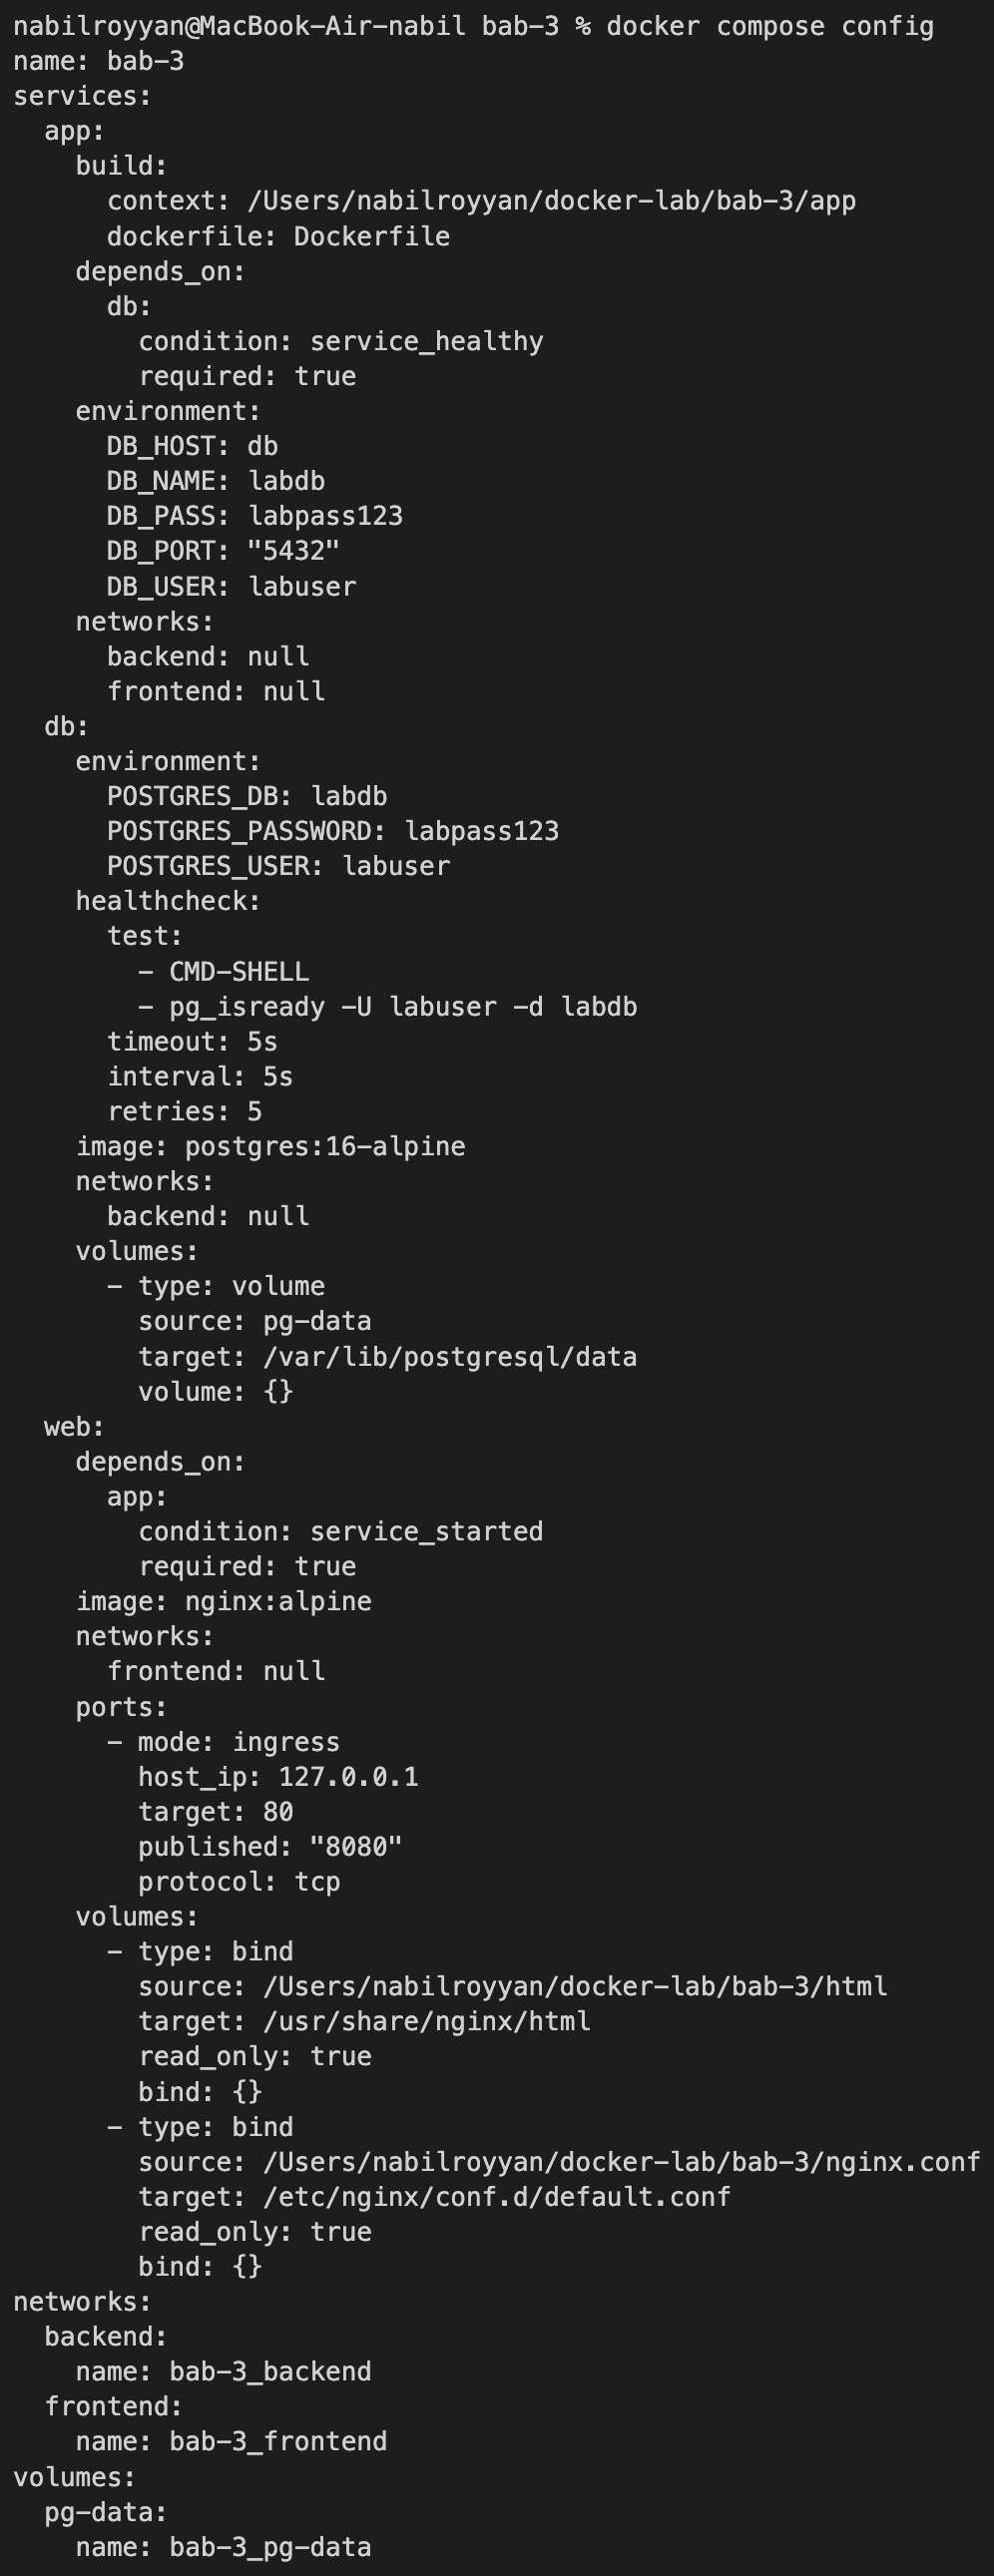 nabilroyyan@MacBook-Air-nabil bab-3 % docker compose config
name: bab-3
services:
  app:
    build:
      context: /Users/nabilroyyan/docker-lab/bab-3/app
      dockerfile: Dockerfile
    depends_on:
      db:
        condition: service_healthy
        required: true
    environment:
      DB_HOST: db
      DB_NAME: labdb
      DB_PASS: labpass123
      DB_PORT: "5432"
      DB_USER: labuser
    networks:
      backend: null
      frontend: null
  db:
    environment:
      POSTGRES_DB: labdb
      POSTGRES_PASSWORD: labpass123
      POSTGRES_USER: labuser
    healthcheck:
      test:
        - CMD-SHELL
        - pg_isready -U labuser -d labdb
      timeout: 5s
      interval: 5s
      retries: 5
    image: postgres:16-alpine
    networks:
      backend: null
    volumes:
      - type: volume
        source: pg-data
        target: /var/lib/postgresql/data
        volume: {}
  web:
    depends_on:
      app:
        condition: service_started
        required: true
    image: nginx:alpine
    networks:
      frontend: null
    ports:
      - mode: ingress
        host_ip: 127.0.0.1
        target: 80
        published: "8080"
        protocol: tcp
    volumes:
      - type: bind
        source: /Users/nabilroyyan/docker-lab/bab-3/html
        target: /usr/share/nginx/html
        read_only: true
        bind: {}
      - type: bind
        source: /Users/nabilroyyan/docker-lab/bab-3/nginx.conf
        target: /etc/nginx/conf.d/default.conf
        read_only: true
        bind: {}
networks:
  backend:
    name: bab-3_backend
  frontend:
    name: bab-3_frontend
volumes:
  pg-data:
    name: bab-3_pg-data